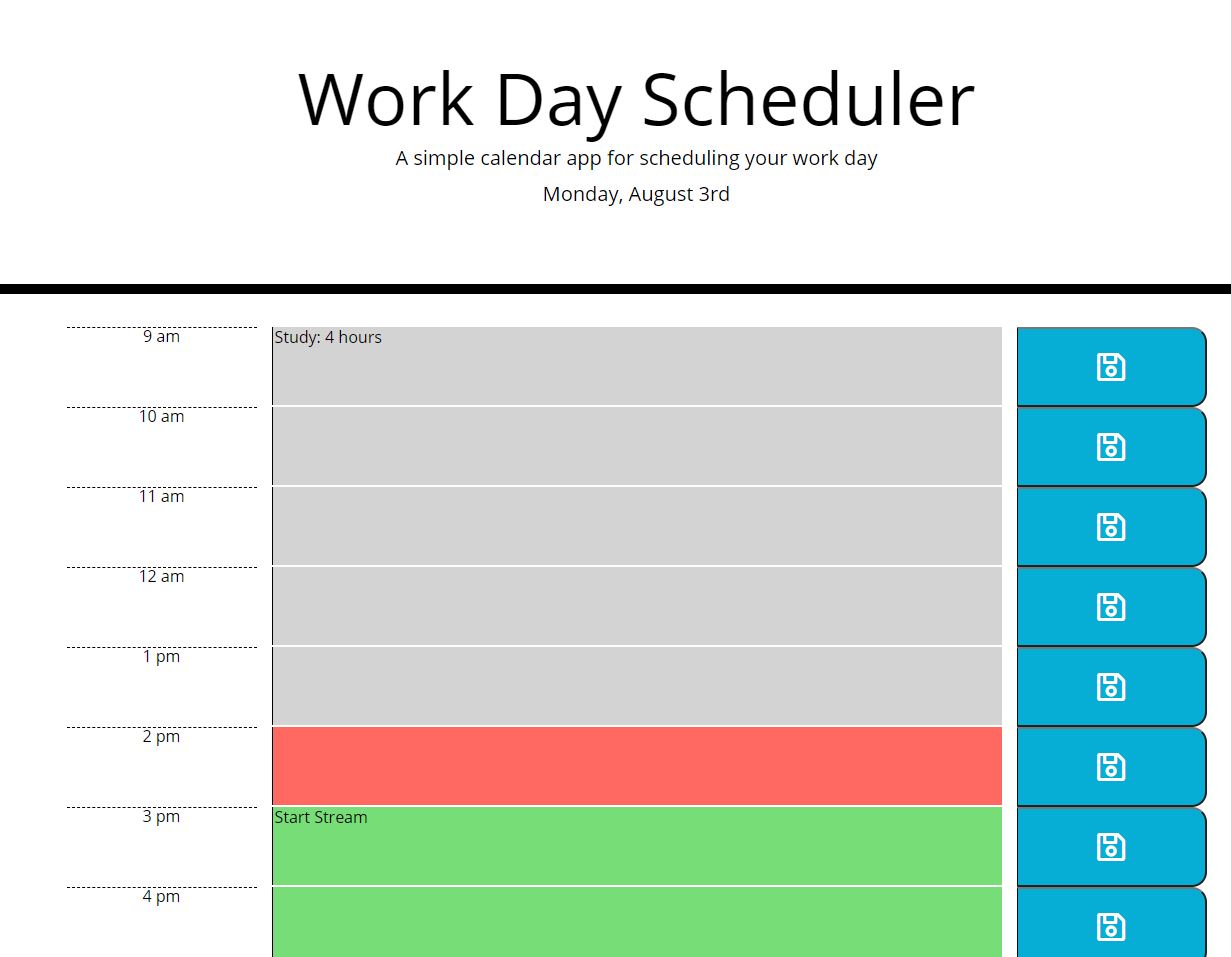 Work Day Scheduler
A simple calendar app for scheduling your work day
Monday, August 3rd
9 am
Study: 4 hours
10 am
11 am
12 am
1 pm
2 pm
3 pm
Start Stream
4 pm